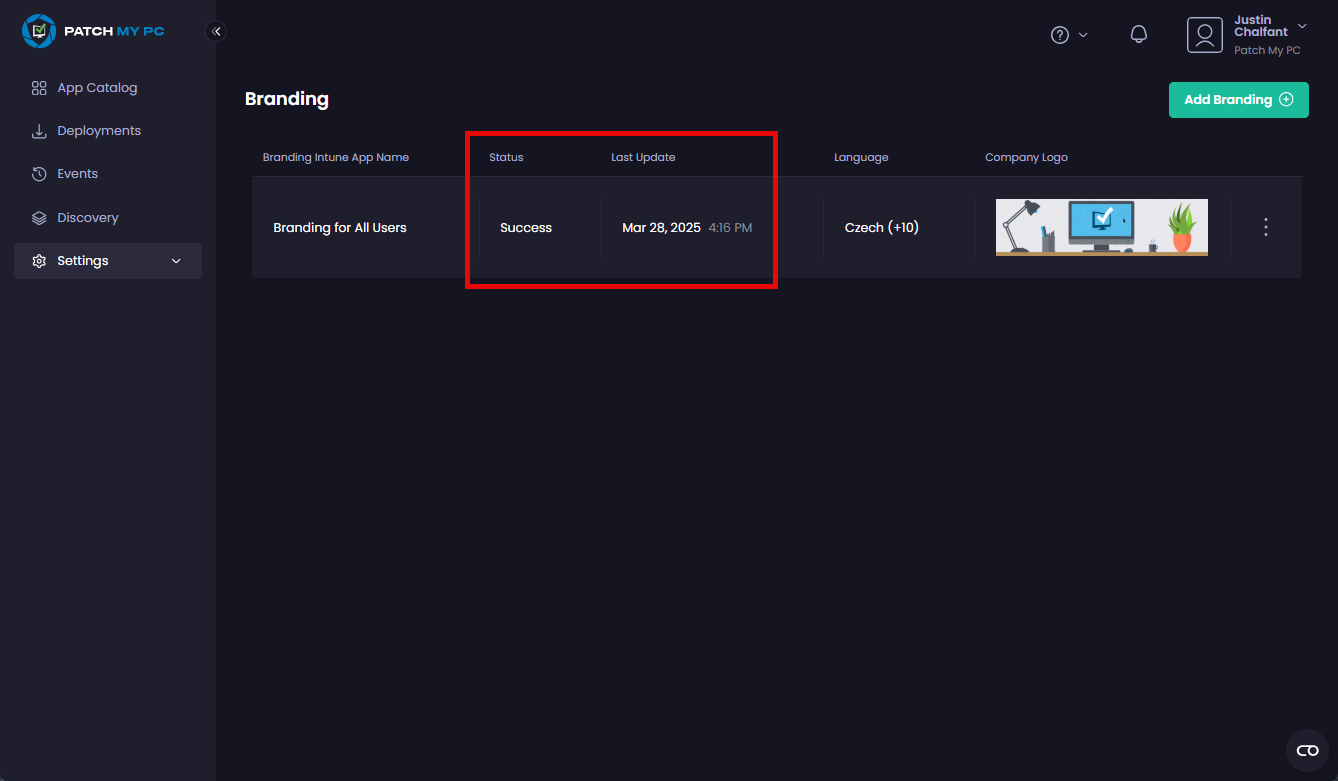 PATCH MY PC
App Catalog
Deployments
Events
Discovery
Settings
Justin
Chalfant
Patch My PC
Branding
Add Branding
Branding Intune App Name Status Last Update Language Company Logo
Branding for All Users Success Mar 28, 2025 4:16 PM Czech (+10)